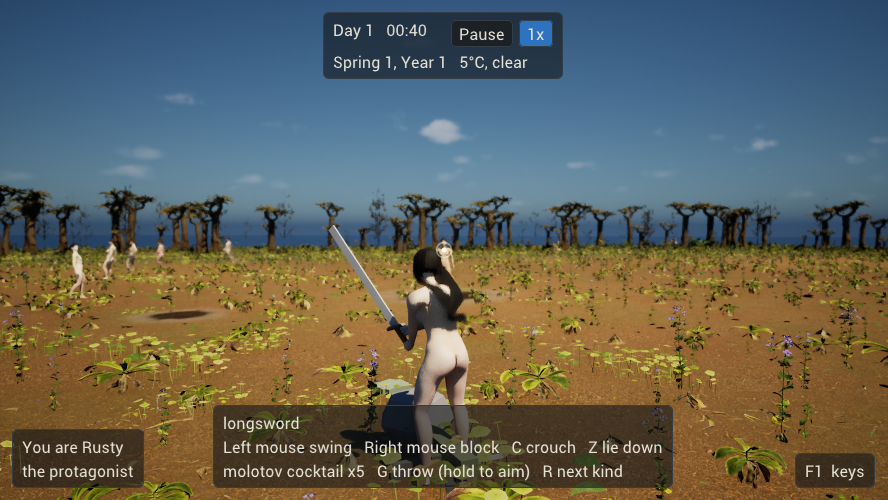 Day 1 00:40 Pause 1x
Spring 1, Year 1 5°C, clear
You are Rusty
the protagonist
longsword
Left mouse swing Right mouse block C crouch Z lie down
molotov cocktail x5 G throw (hold to aim) R next kind
F1 keys